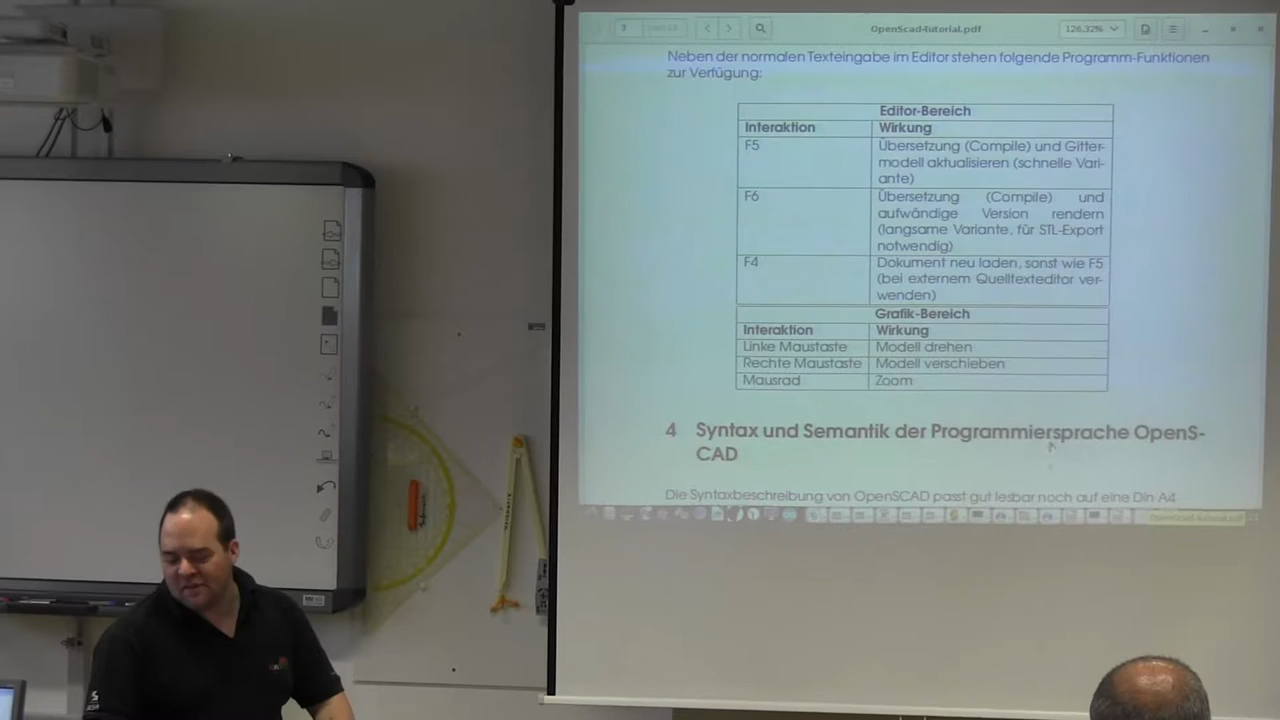 3
OpenScad-tutorial.pdf
126,32%
Neben der normalen Texteingabe im Editor stehen folgende Programm-Funktionen
zur Verfügung:
Editor-Bereich
Interaktion Wirkung
F5 Übersetzung (Compile) und Gitter-
modell aktualisieren (schnelle Vari-
ante)
F6 Übersetzung (Compile) und
aufwändige Version rendern
(langsame Variante, für STL-Export
notwendig)
F4 Dokument neu laden, sonst wie F5
(bei externem Quelltexteditor ver-
wenden)
Grafik-Bereich
Interaktion Wirkung
Linke Maustaste Modell drehen
Rechte Maustaste Modell verschieben
Mausrad Zoom
4 Syntax und Semantik der Programmiersprache OpenS-
CAD
Die Syntaxbeschreibung von OpenSCAD passt gut lesbar noch auf eine Din A4
OpenScad-tutorial.pdf